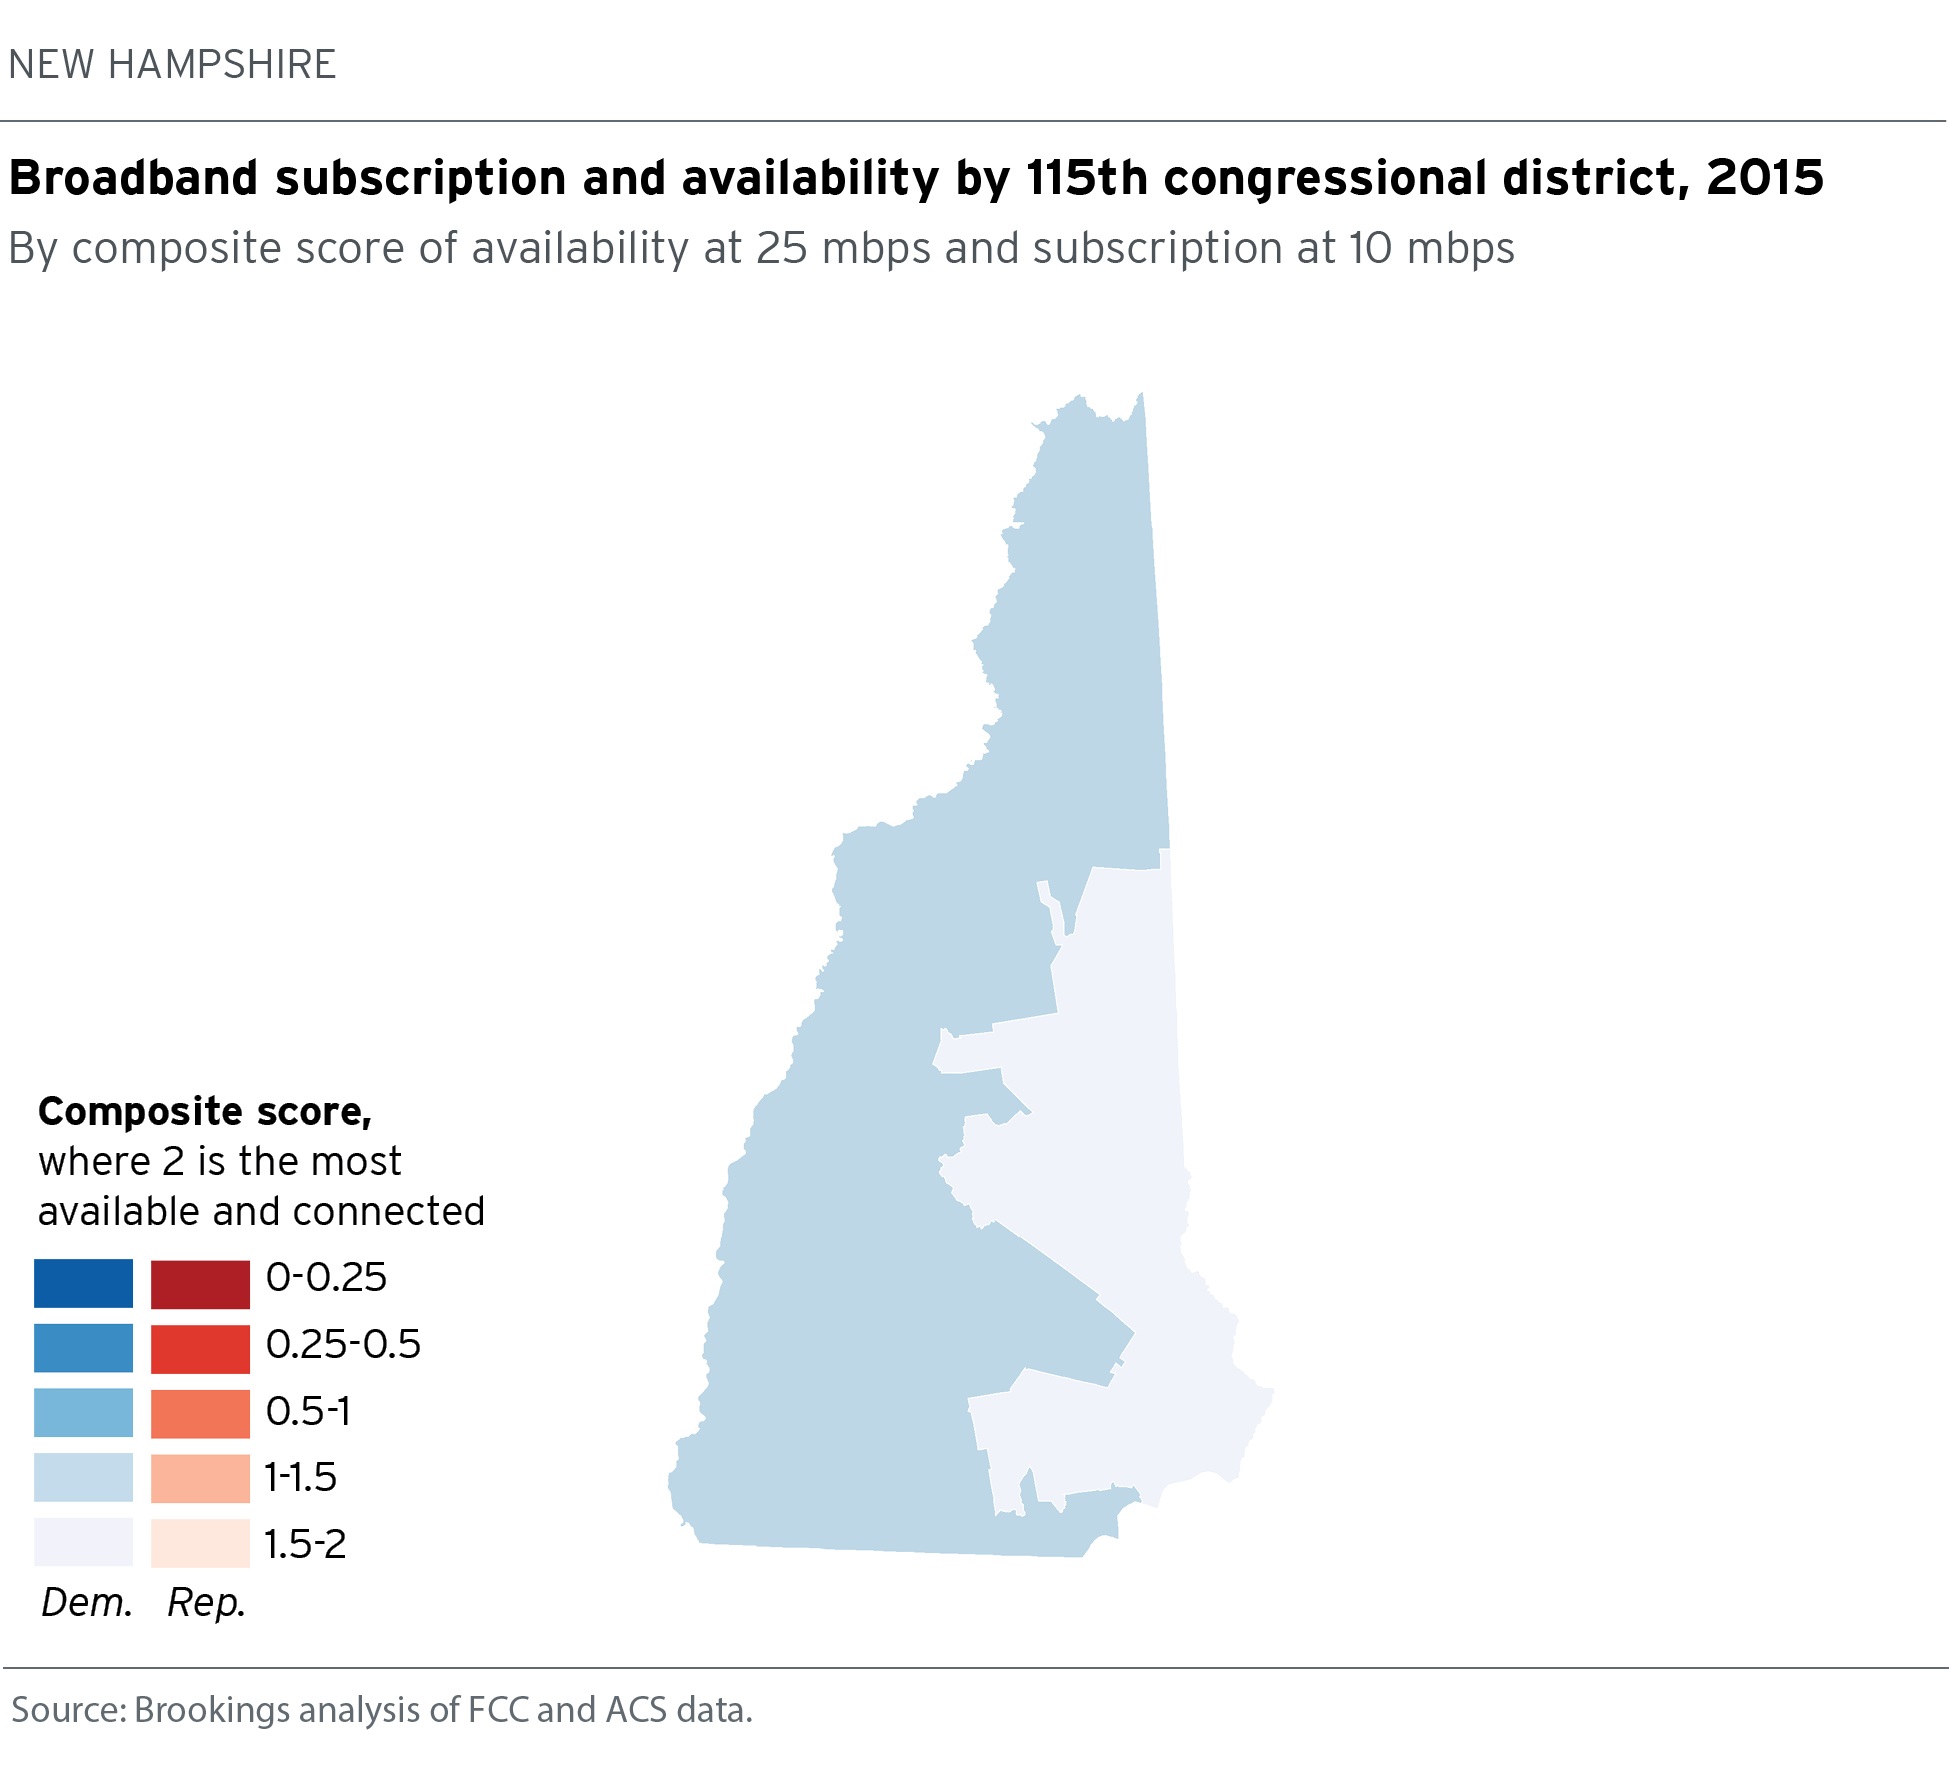 NEW HAMPSHIRE
Broadband subscription and availability by 115th congressional district, 2015
By composite score of availability at 25 mbps and subscription at 10 mbps
Composite score,
where 2 is the most
available and connected
0-0.25
0.25-0.5
0.5-1
1-1.5
1.5-2
Dem. Rep.
Source: Brookings analysis of FCC and ACS data.